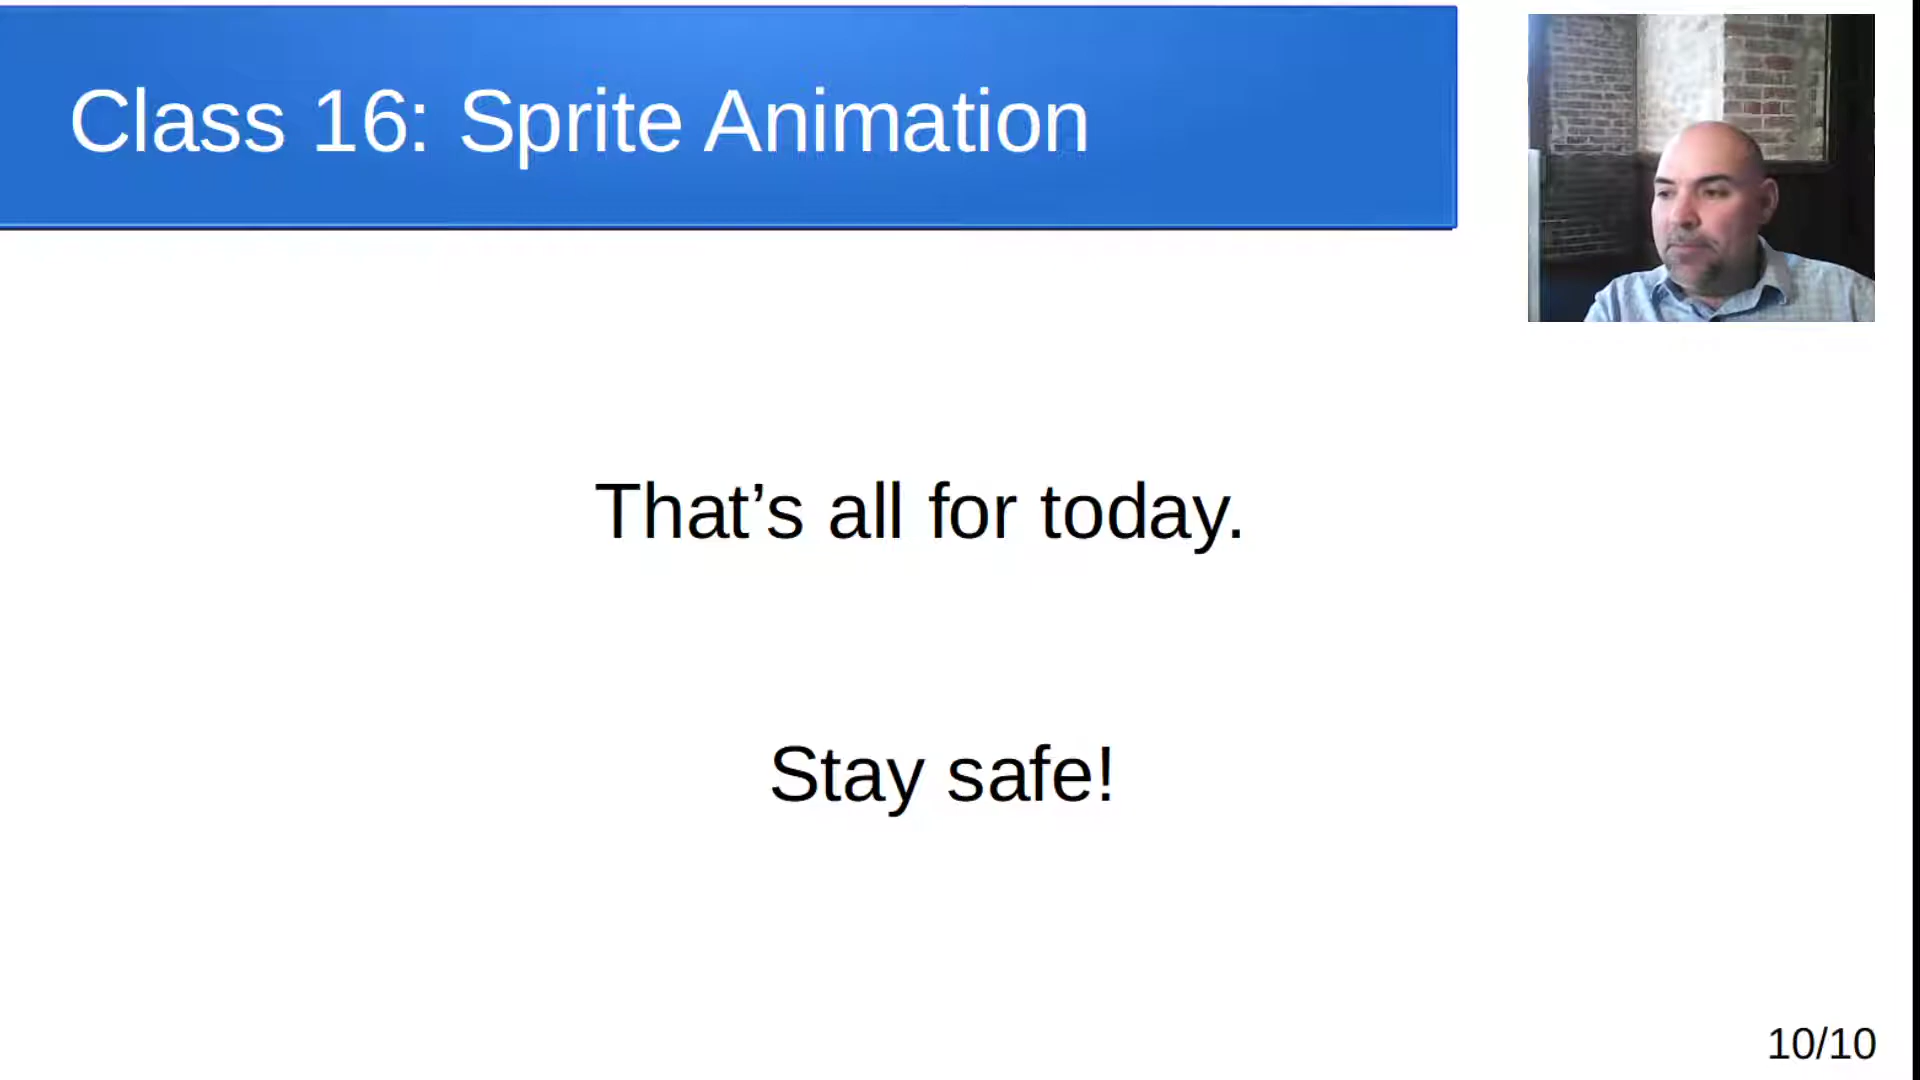 Class 16: Sprite Animation
That’s all for today.
Stay safe!
10/10